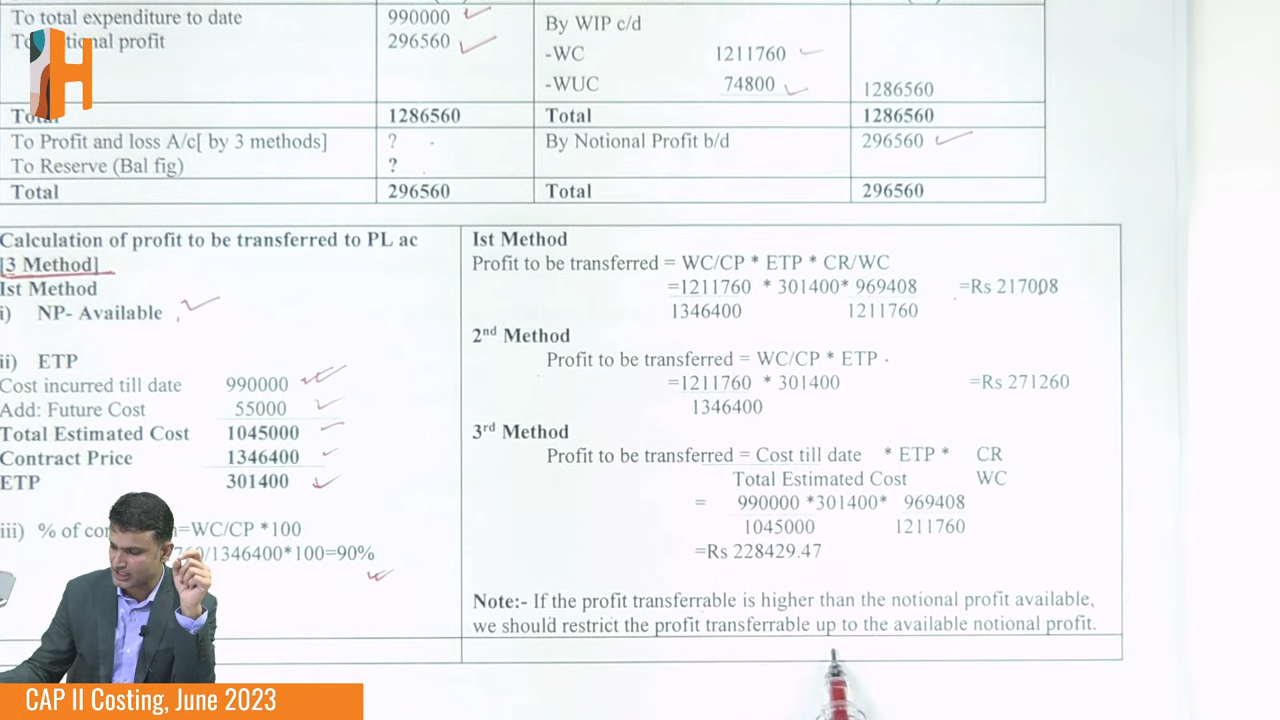 To total expenditure to date 990000 By WIP c/d
To notional profit 296560 -WC 1211760
-WUC 74800 1286560
Total 1286560 Total 1286560
To Profit and loss A/c[ by 3 methods] ? By Notional Profit b/d 296560
To Reserve (Bal fig) ?
Total 296560 Total 296560
Calculation of profit to be transferred to PL ac
[3 Method]
Ist Method
i) NP- Available
ii) ETP
Cost incurred till date 990000
Add: Future Cost 55000
Total Estimated Cost 1045000
Contract Price 1346400
ETP 301400
iii) % of =WC/CP *100
/1346400*100=90%
Ist Method
Profit to be transferred = WC/CP * ETP * CR/WC
=1211760 * 301400* 969408 =Rs 217008
1346400 1211760
2nd Method
Profit to be transferred = WC/CP * ETP
=1211760 * 301400 =Rs 271260
1346400
3rd Method
Profit to be transferred = Cost till date * ETP * CR
Total Estimated Cost WC
= 990000 *301400* 969408
1045000 1211760
=Rs 228429.47
Note:- If the profit transferrable is higher than the notional profit available,
we should restrict the profit transferrable up to the available notional profit.
H
CAP II Costing, June 2023